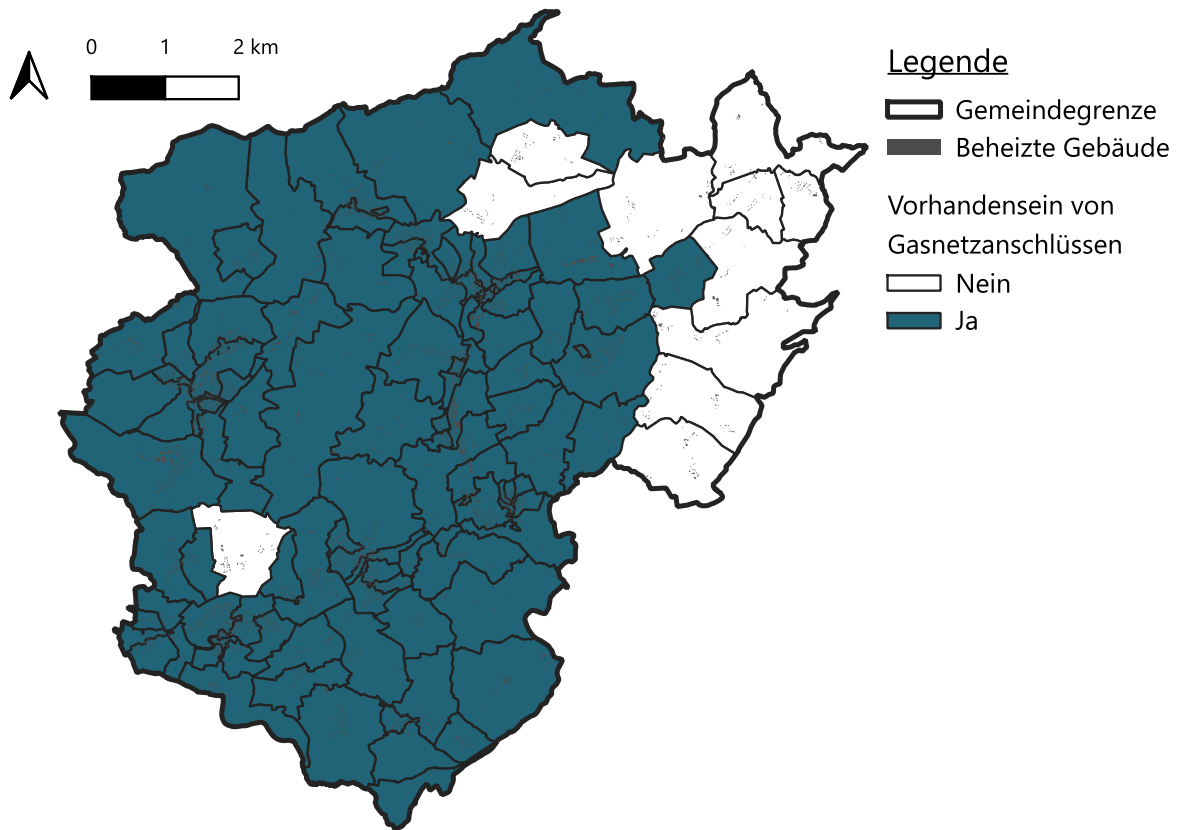 0 1 2 km
Legende
Gemeindegrenze
Beheizte Gebäude
Vorhandensein von
Gasnetzanschlüssen
Nein
Ja